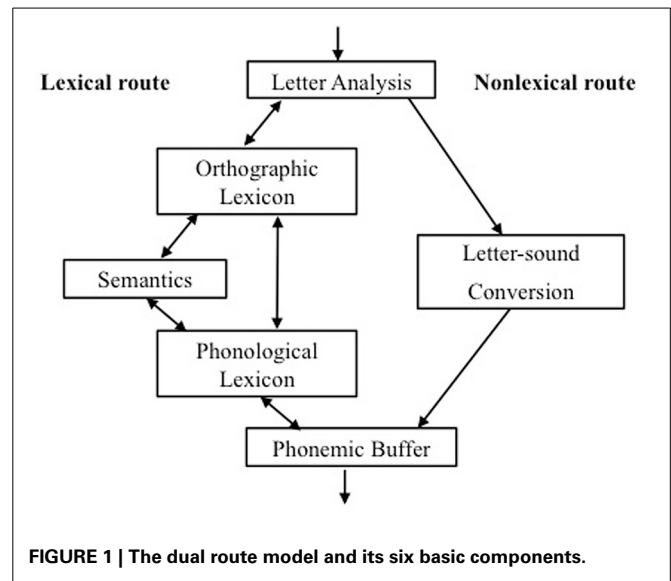 Lexical route
Letter Analysis
Nonlexical route
Orthographic
Lexicon
Semantics
Letter-sound
Conversion
Phonological
Lexicon
Phonemic Buffer
FIGURE 1 | The dual route model and its six basic components.